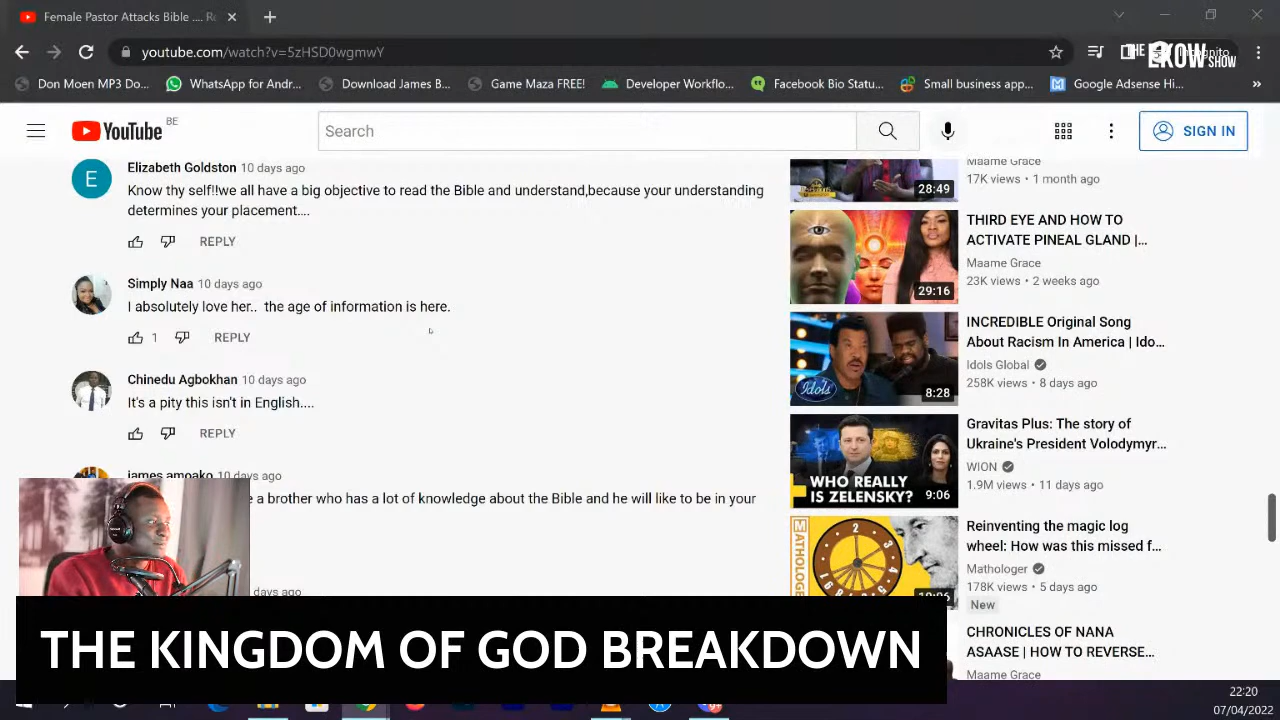 Female Pastor Attacks Bible .... Re
youtube.com/watch?v=5zHSD0wgmwY
THE EKOW SHOW
Don Moen MP3 Do...
WhatsApp for Andr...
Download James B...
Game Maza FREE!
Developer Workflo...
Facebook Bio Status...
Small business app...
Google Adsense Hi...
YouTube BE
Search
SIGN IN
Elizabeth Goldston 10 days ago
Know thy self!!we all have a big objective to read the Bible and understand,because your understanding
determines your placement....
REPLY
Simply Naa 10 days ago
I absolutely love her.. the age of information is here.
1 REPLY
Chinedu Agbokhan 10 days ago
It's a pity this isn't in English....
REPLY
james amoako 10 days ago
e a brother who has a lot of knowledge about the Bible and he will like to be in your
days ago
Maame Grace
17K views • 1 month ago
28:49
THIRD EYE AND HOW TO
ACTIVATE PINEAL GLAND |...
Maame Grace
23K views • 2 weeks ago
29:16
INCREDIBLE Original Song
About Racism In America | Ido...
Idols Global
258K views • 8 days ago
Idols
8:28
Gravitas Plus: The story of
Ukraine's President Volodymyr...
WION
1.9M views • 11 days ago
WHO REALLY
IS ZELENSKY?
9:06
Reinventing the magic log
wheel: How was this missed f...
Mathologer
178K views • 5 days ago
New
MATHOLOGE
CHRONICLES OF NANA
ASAASE | HOW TO REVERSE...
Maame Grace
THE KINGDOM OF GOD BREAKDOWN
22:20
07/04/2022